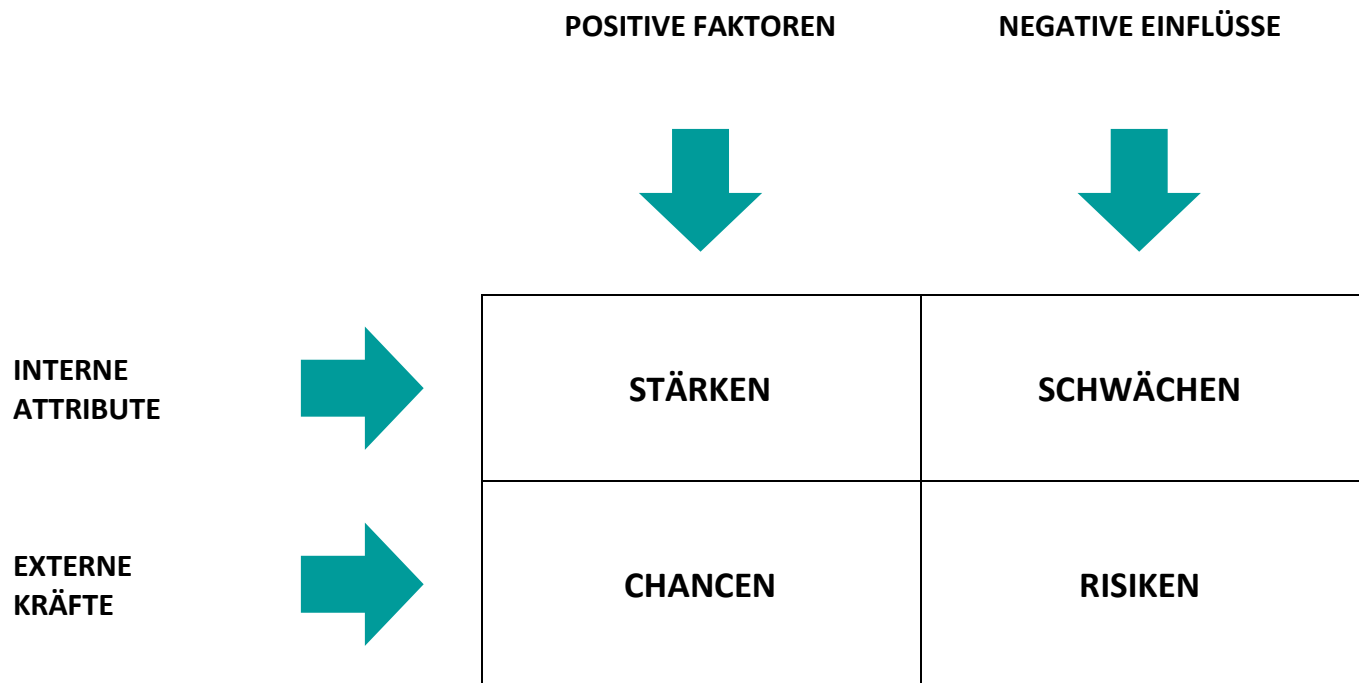 POSITIVE FAKTOREN
NEGATIVE EINFLÜSSE
INTERNE
ATTRIBUTE
STÄRKEN
SCHWÄCHEN
EXTERNE
KRÄFTE
CHANCEN
RISIKEN